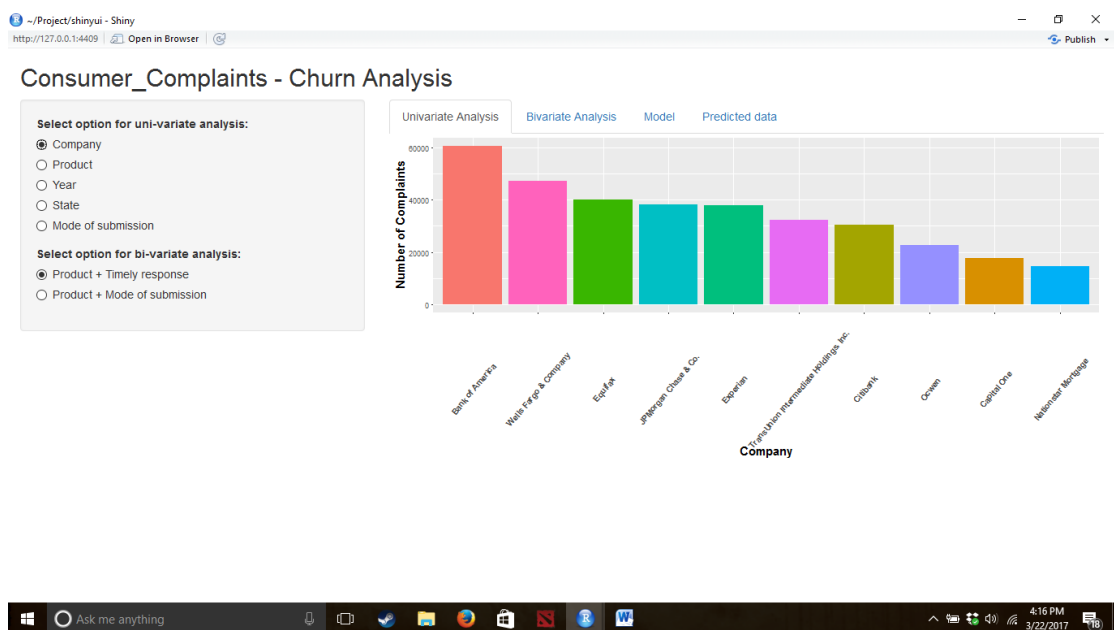 ~/Project/shinyui - Shiny
http://127.0.0.1:4409 Open in Browser Publish
Consumer_Complaints - Churn Analysis
Select option for uni-variate analysis:
Company
Product
Year
State
Mode of submission
Select option for bi-variate analysis:
Product + Timely response
Product + Mode of submission
Univariate Analysis Bivariate Analysis Model Predicted data
Number of Complaints
60000
40000
20000
0
Bank of America
Wells Fargo & Company
Equifax
JPMorgan Chase & Co.
Experian
TransUnion Intermediate Holdings, Inc.
Citibank
Ocwen
Capital One
Nationstar Mortgage
Company
Ask me anything
4:16 PM
3/22/2017
18